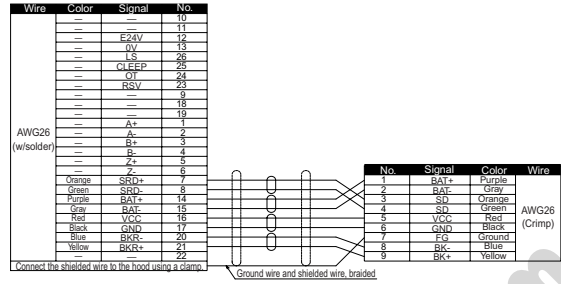 Wire Color Signal No.
— — 10
— — 11
— E24V 12
— 0V 13
— LS 26
— CLEEP 25
— OT 24
— RSV 23
— — 9
— — 18
— — 19
— A+ 1
AWG26 — A- 2
(w/solder) — B+ 3
— B- 4
— Z+ 5
— Z- 6
Orange SRD+ 7
Green SRD- 8
Purple BAT+ 14
Gray BAT- 15
Red VCC 16
Black GND 17
Blue BKR- 20
Yellow BKR+ 21
— — 22
Connect the shielded wire to the hood using a clamp.
No. Signal Color Wire
1 BAT+ Purple
2 BAT- Gray
3 SD Orange
4 SD Green AWG26
5 VCC Red (Crimp)
6 GND Black
7 FG Ground
8 BK- Blue
9 BK+ Yellow
Ground wire and shielded wire, braided